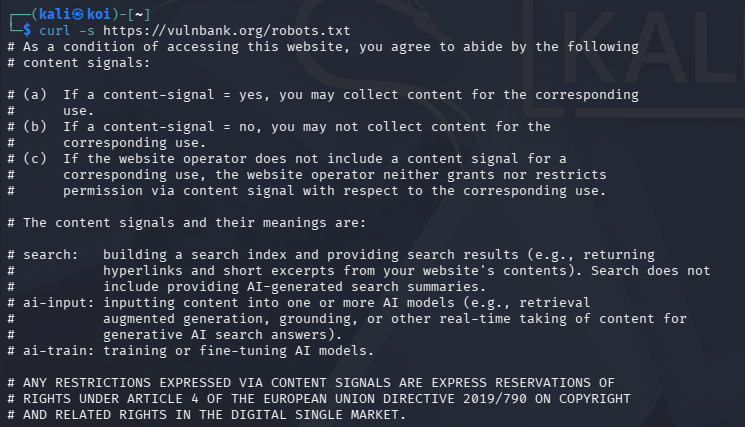 ┌──(kali㉿koi)-[~]
└─$ curl -s https://vulnbank.org/robots.txt
# As a condition of accessing this website, you agree to abide by the following
# content signals:

# (a)  If a content-signal = yes, you may collect content for the corresponding
#      use.
# (b)  If a content-signal = no, you may not collect content for the
#      corresponding use.
# (c)  If the website operator does not include a content signal for a
#      corresponding use, the website operator neither grants nor restricts
#      permission via content signal with respect to the corresponding use.

# The content signals and their meanings are:

# search:   building a search index and providing search results (e.g., returning
#           hyperlinks and short excerpts from your website's contents). Search does not
#           include providing AI-generated search summaries.
# ai-input: inputting content into one or more AI models (e.g., retrieval
#           augmented generation, grounding, or other real-time taking of content for
#           generative AI search answers).
# ai-train: training or fine-tuning AI models.

# ANY RESTRICTIONS EXPRESSED VIA CONTENT SIGNALS ARE EXPRESS RESERVATIONS OF
# RIGHTS UNDER ARTICLE 4 OF THE EUROPEAN UNION DIRECTIVE 2019/790 ON COPYRIGHT
# AND RELATED RIGHTS IN THE DIGITAL SINGLE MARKET.
KAL